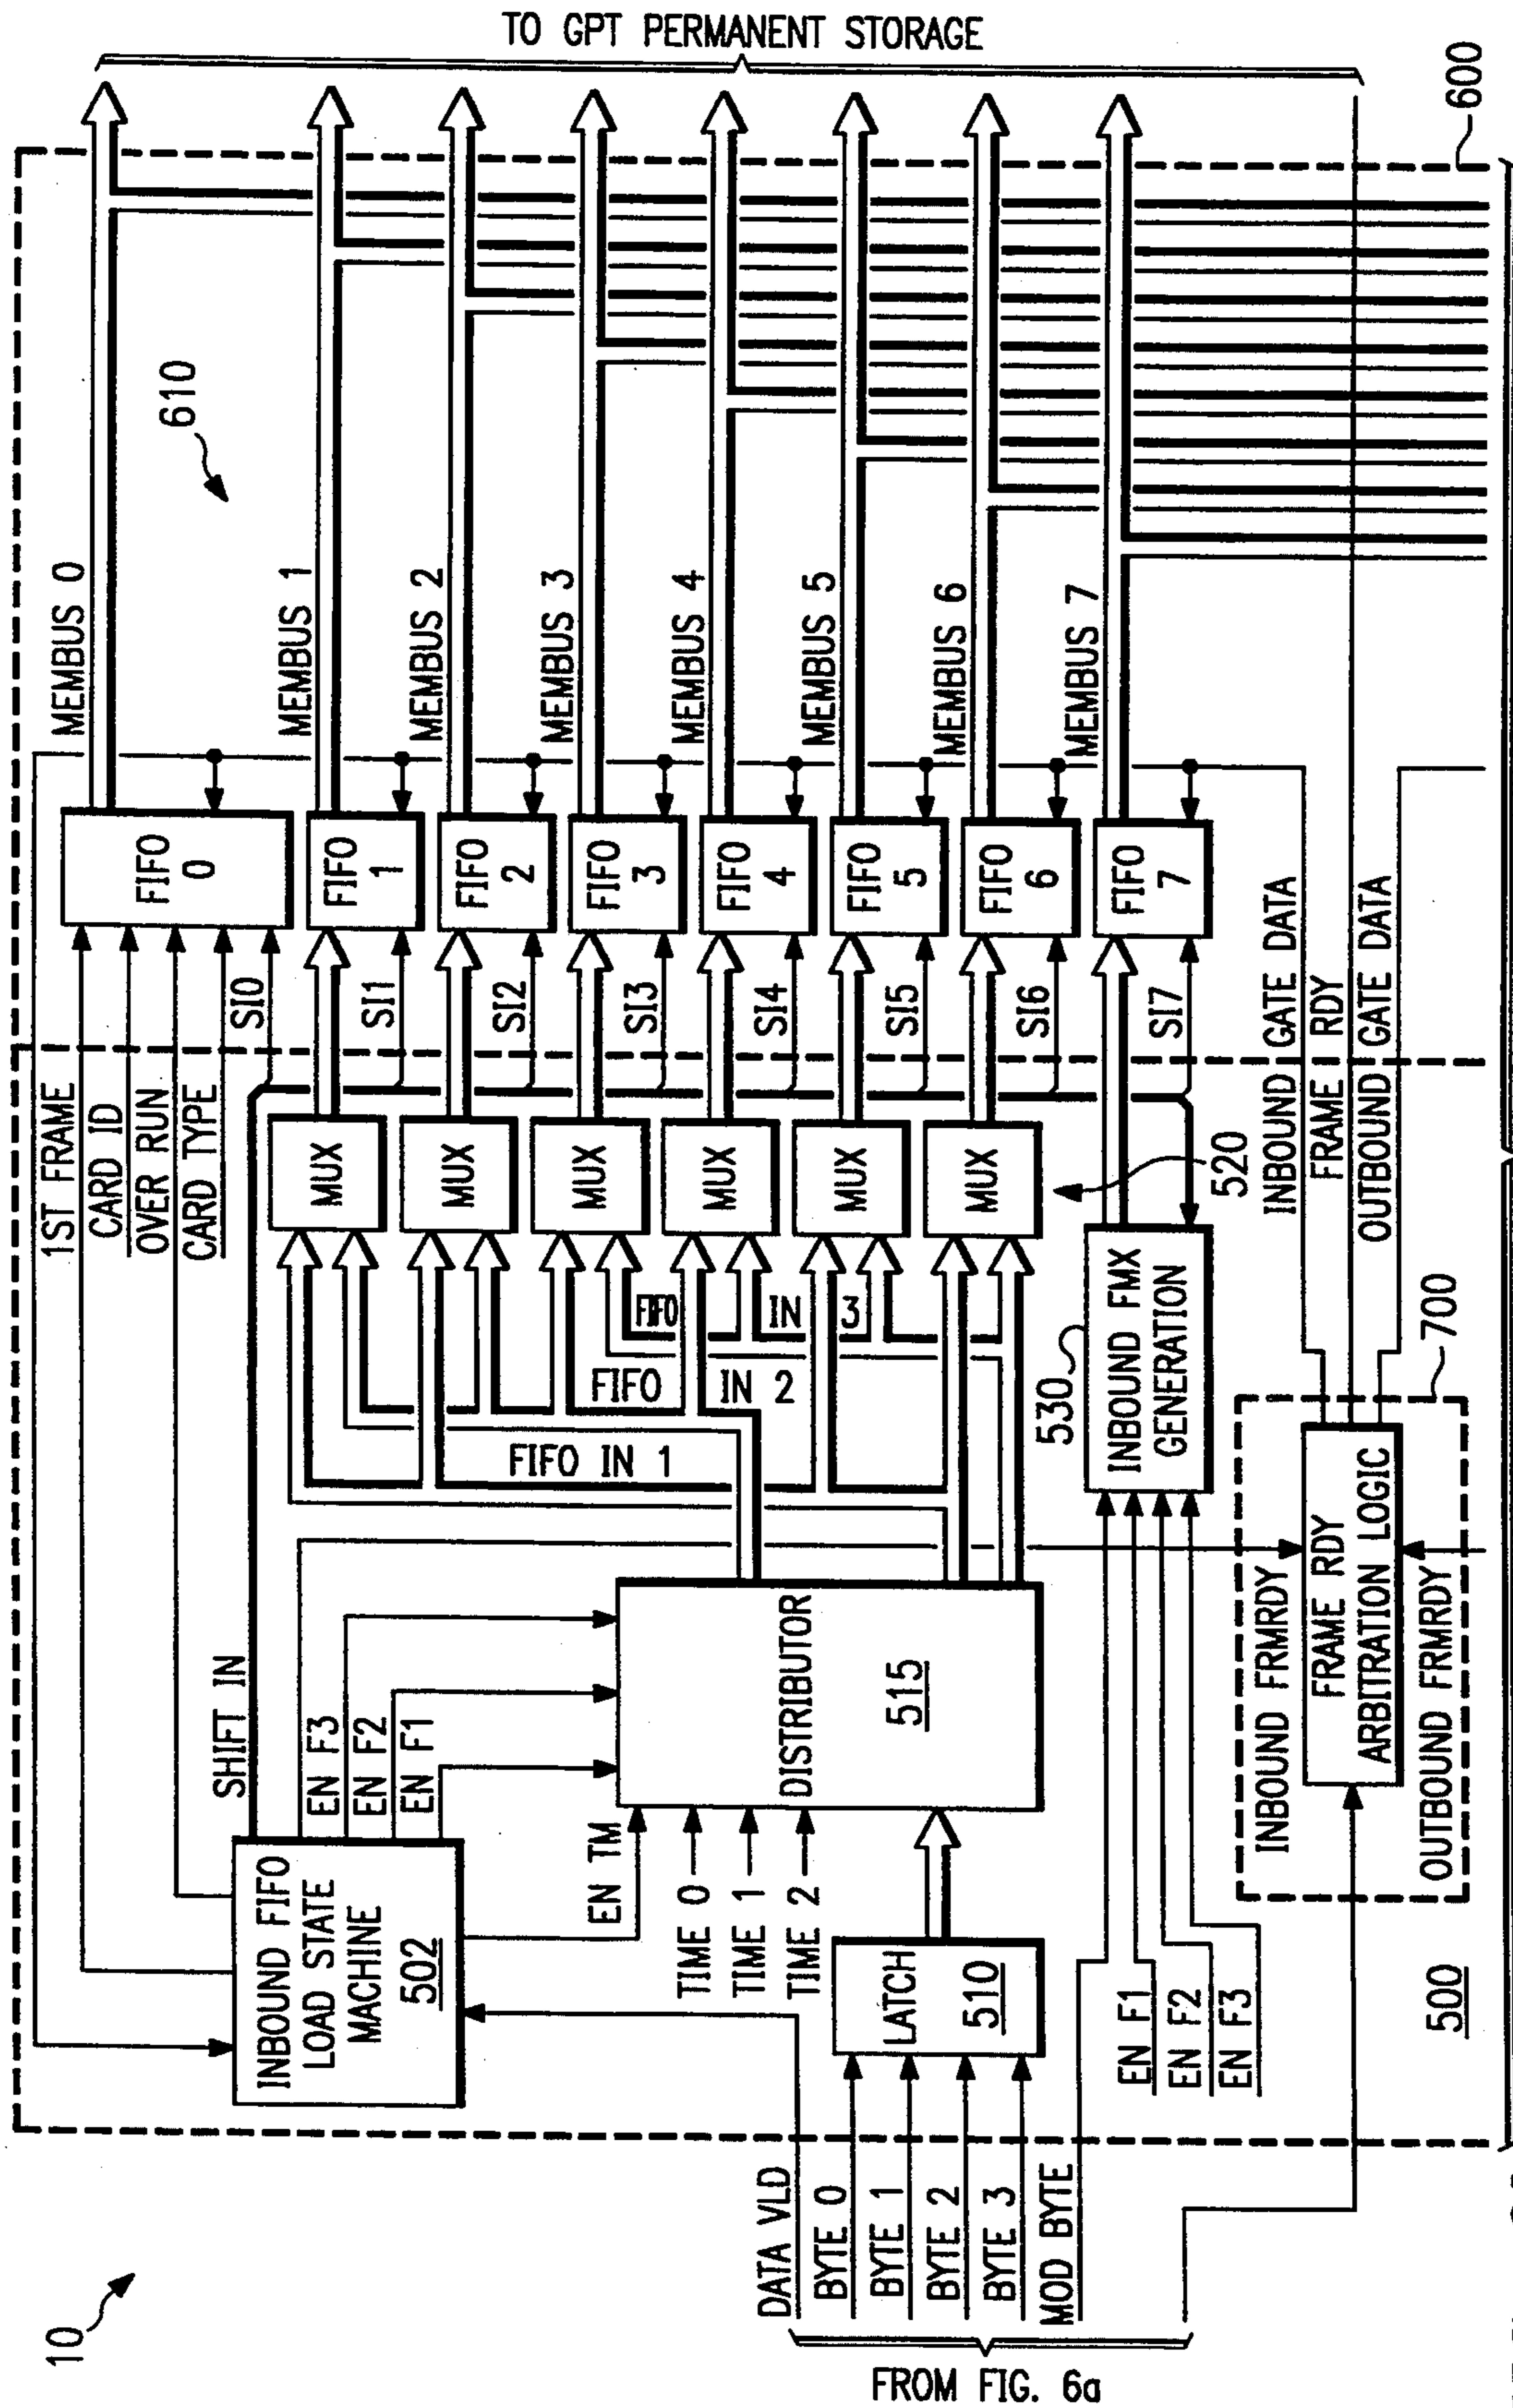 TO GPT PERMANENT STORAGE
600
610
MEMBUS 0
MEMBUS 1
MEMBUS 2
MEMBUS 3
MEMBUS 4
MEMBUS 5
MEMBUS 6
MEMBUS 7
FIFO 0
FIFO 1
FIFO 2
FIFO 3
FIFO 4
FIFO 5
FIFO 6
FIFO 7
1ST FRAME
CARD ID
OVER RUN
CARD TYPE
SI0
SI1
SI2
SI3
SI4
SI5
SI6
SI7
INBOUND GATE DATA
FRAME RDY
OUTBOUND GATE DATA
MUX
MUX
MUX
MUX
MUX
MUX
520
FIFO IN 3
FIFO IN 2
FIFO IN 1
530
INBOUND FMX
GENERATION
700
SHIFT IN
EN F3
EN F2
EN F1
DISTRIBUTOR
515
INBOUND FRMRDY
FRAME RDY
ARBITRATION LOGIC
OUTBOUND FRMRDY
INBOUND FIFO
LOAD STATE
MACHINE
502
EN TM
TIME 0
TIME 1
TIME 2
LATCH
510
EN F1
EN F2
EN F3
500
DATA VLD
BYTE 0
BYTE 1
BYTE 2
BYTE 3
MOD BYTE
10
FROM FIG. 6a